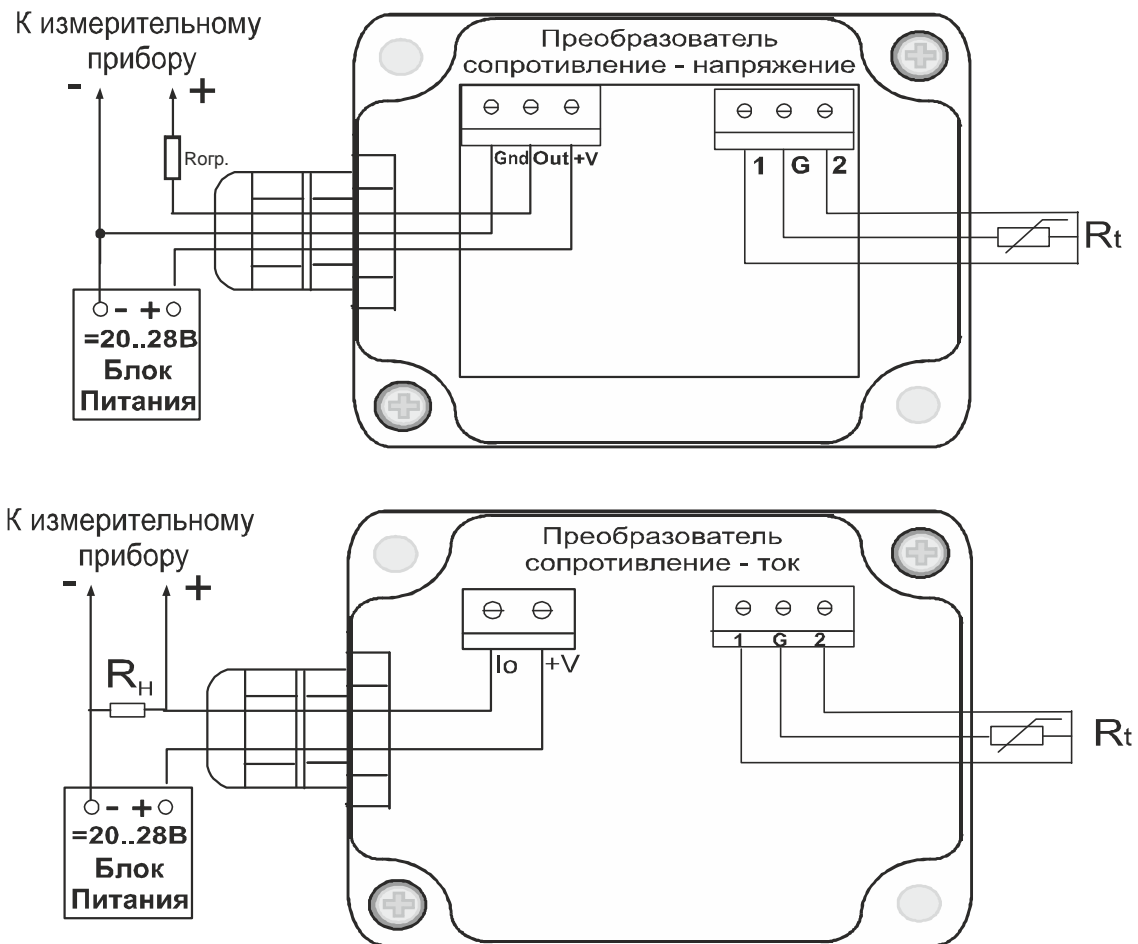 К измерительному
прибору
- +
Rогр.
Преобразователь
сопротивление - напряжение
Gnd Out +V
1 G 2
Rt
- +
=20..28В
Блок
Питания
К измерительному
прибору
- +
RН
Преобразователь
сопротивление - ток
Io +V
1 G 2
Rt
- +
=20..28В
Блок
Питания